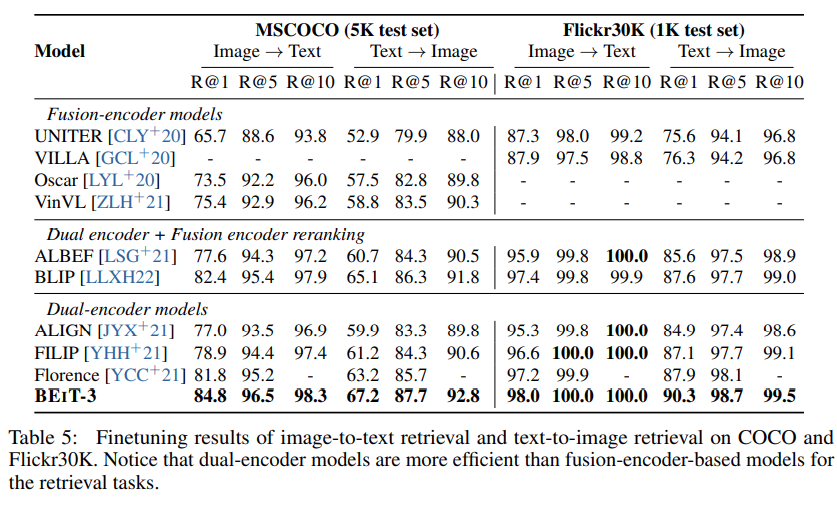 MSCOCO (5K test set) Flickr30K (1K test set)
Model Image → Text Text → Image Image → Text Text → Image
R@1 R@5 R@10 R@1 R@5 R@10 R@1 R@5 R@10 R@1 R@5 R@10
Fusion-encoder models
UNITER [CLY+20] 65.7 88.6 93.8 52.9 79.9 88.0 87.3 98.0 99.2 75.6 94.1 96.8
VILLA [GCL+20] - - - - - - 87.9 97.5 98.8 76.3 94.2 96.8
Oscar [LYL+20] 73.5 92.2 96.0 57.5 82.8 89.8 - - - - - -
VinVL [ZLH+21] 75.4 92.9 96.2 58.8 83.5 90.3 - - - - - -
Dual encoder + Fusion encoder reranking
ALBEF [LSG+21] 77.6 94.3 97.2 60.7 84.3 90.5 95.9 99.8 100.0 85.6 97.5 98.9
BLIP [LLXH22] 82.4 95.4 97.9 65.1 86.3 91.8 97.4 99.8 99.9 87.6 97.7 99.0
Dual-encoder models
ALIGN [JYX+21] 77.0 93.5 96.9 59.9 83.3 89.8 95.3 99.8 100.0 84.9 97.4 98.6
FILIP [YHH+21] 78.9 94.4 97.4 61.2 84.3 90.6 96.6 100.0 100.0 87.1 97.7 99.1
Florence [YCC+21] 81.8 95.2 - 63.2 85.7 - 97.2 99.9 - 87.9 98.1 -
BEIT-3 84.8 96.5 98.3 67.2 87.7 92.8 98.0 100.0 100.0 90.3 98.7 99.5
Table 5: Finetuning results of image-to-text retrieval and text-to-image retrieval on COCO and
Flickr30K. Notice that dual-encoder models are more efficient than fusion-encoder-based models for
the retrieval tasks.